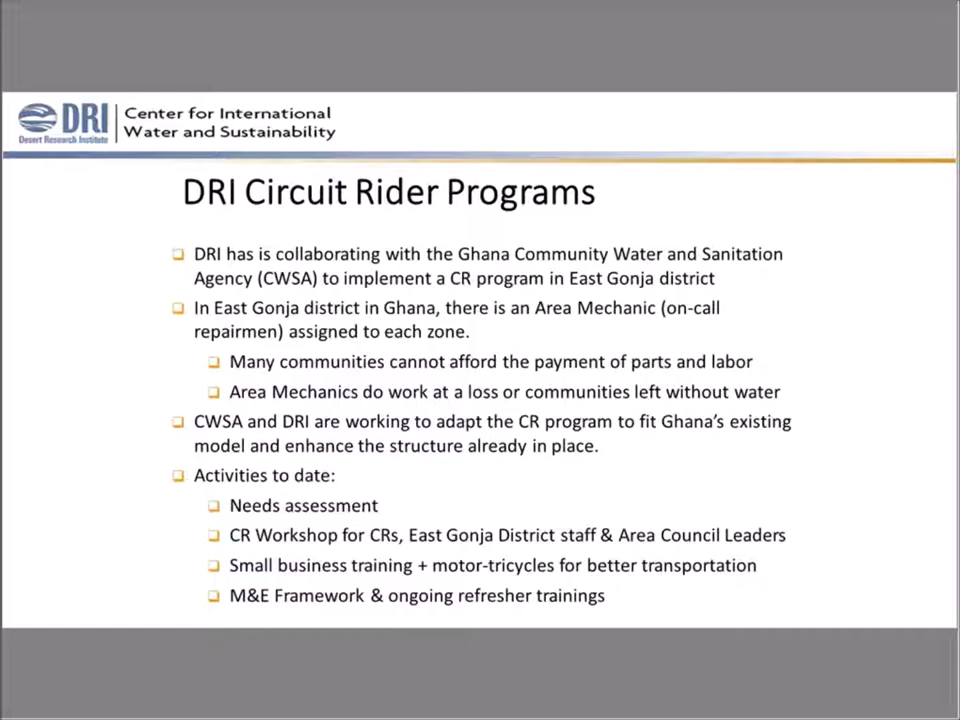 DRI
Desert Research Institute
Center for International
Water and Sustainability
DRI Circuit Rider Programs
DRI has is collaborating with the Ghana Community Water and Sanitation
Agency (CWSA) to implement a CR program in East Gonja district
In East Gonja district in Ghana, there is an Area Mechanic (on-call
repairmen) assigned to each zone.
Many communities cannot afford the payment of parts and labor
Area Mechanics do work at a loss or communities left without water
CWSA and DRI are working to adapt the CR program to fit Ghana’s existing
model and enhance the structure already in place.
Activities to date:
Needs assessment
CR Workshop for CRs, East Gonja District staff & Area Council Leaders
Small business training + motor-tricycles for better transportation
M&E Framework & ongoing refresher trainings